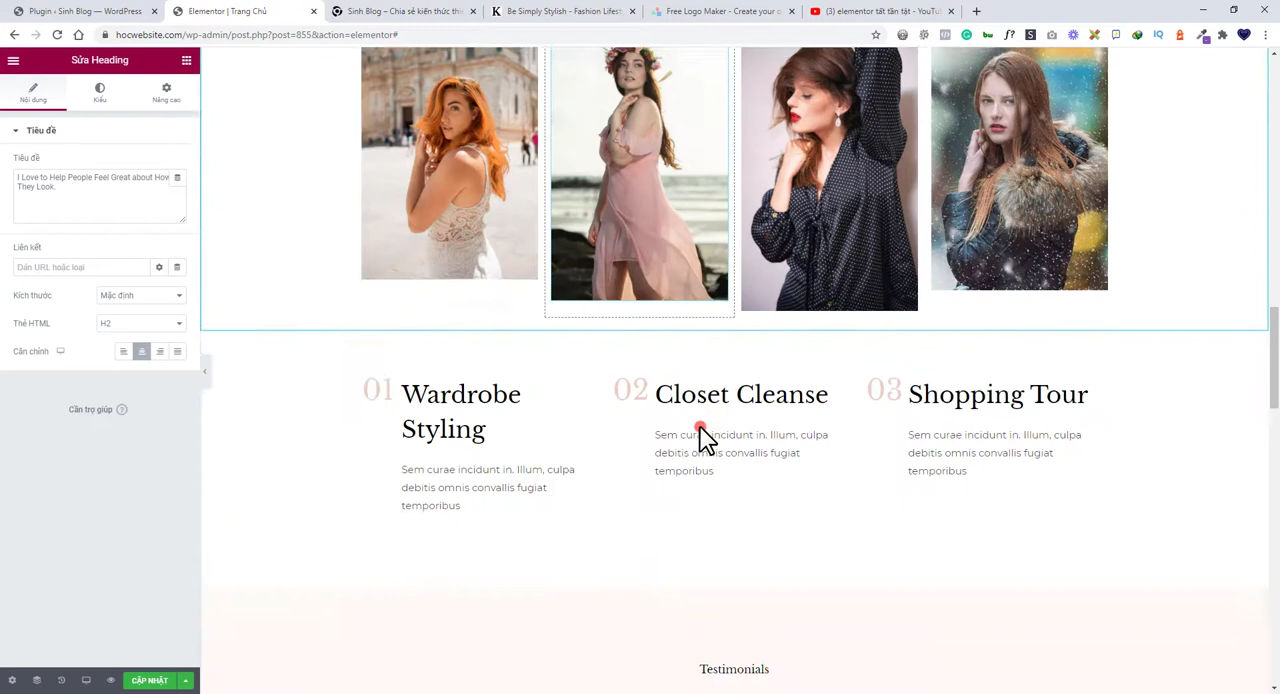 Plugin ‹ Sinh Blog — WordPress
Elementor | Trang Chủ
Sinh Blog – Chia sẻ kiến thức thi
Be Simply Stylish - Fashion Lifest
Free Logo Maker - Create your o
(3) elementor tất tần tật - YouTu
hocwebsite.com/wp-admin/post.php?post=855&action=elementor#
Sửa Heading
Nội dung
Kiểu
Nâng cao
Tiêu đề
Tiêu đề
I Love to Help People Feel Great about How
They Look.
Liên kết
Dán URL hoặc loại
Kích thước
Mặc định
Thẻ HTML
H2
Căn chỉnh
Cần trợ giúp
CẬP NHẬT
01 Wardrobe
Styling
Sem curae incidunt in. Illum, culpa
debitis omnis convallis fugiat
temporibus
02 Closet Cleanse
Sem curae incidunt in. Illum, culpa
debitis omnis convallis fugiat
temporibus
03 Shopping Tour
Sem curae incidunt in. Illum, culpa
debitis omnis convallis fugiat
temporibus
Testimonials